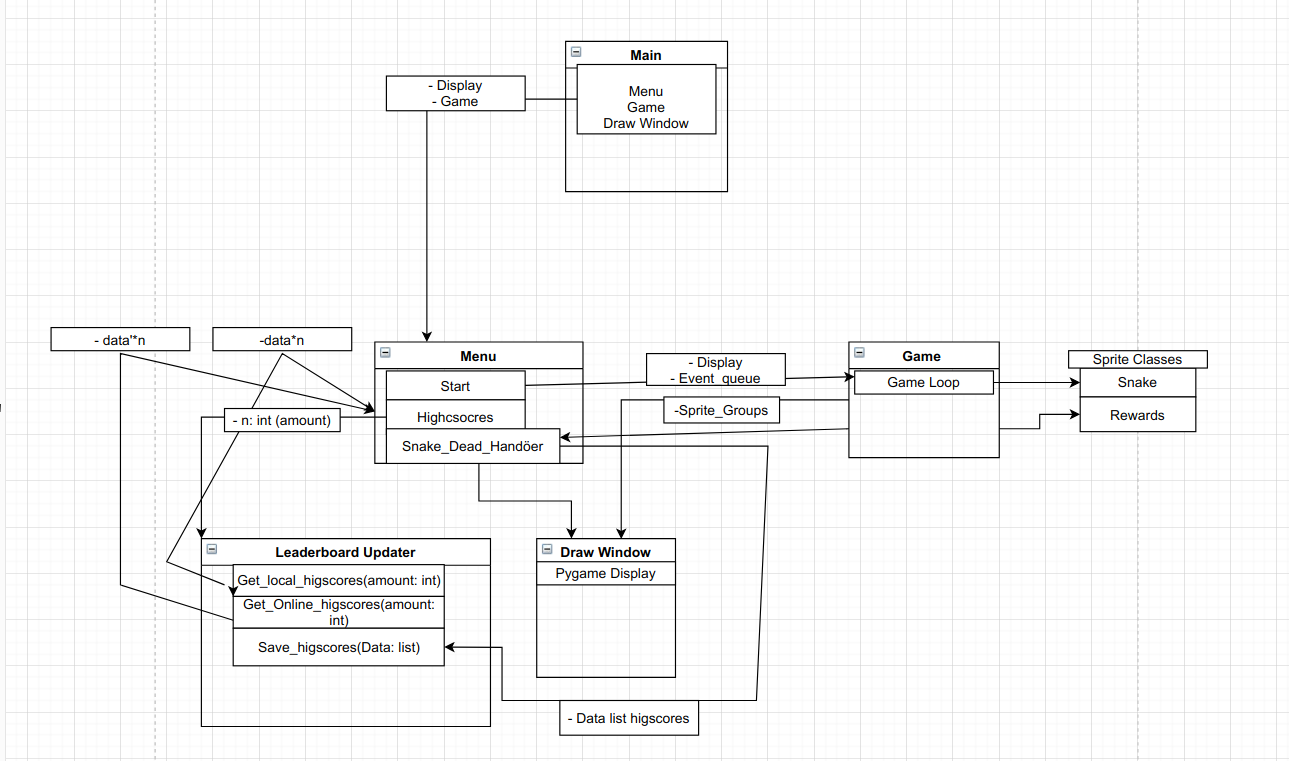 Main
- Display
- Game
Menu
Game
Draw Window
- data'*n
-data*n
Menu
Start
Highcsocres
Snake_Dead_Handöer
- n: int (amount)
- Display
- Event_queue
-Sprite_Groups
Game
Game Loop
Sprite Classes
Snake
Rewards
Leaderboard Updater
Get_local_higscores(amount: int)
Get_Online_higscores(amount:
int)
Save_higscores(Data: list)
Draw Window
Pygame Display
- Data list higscores